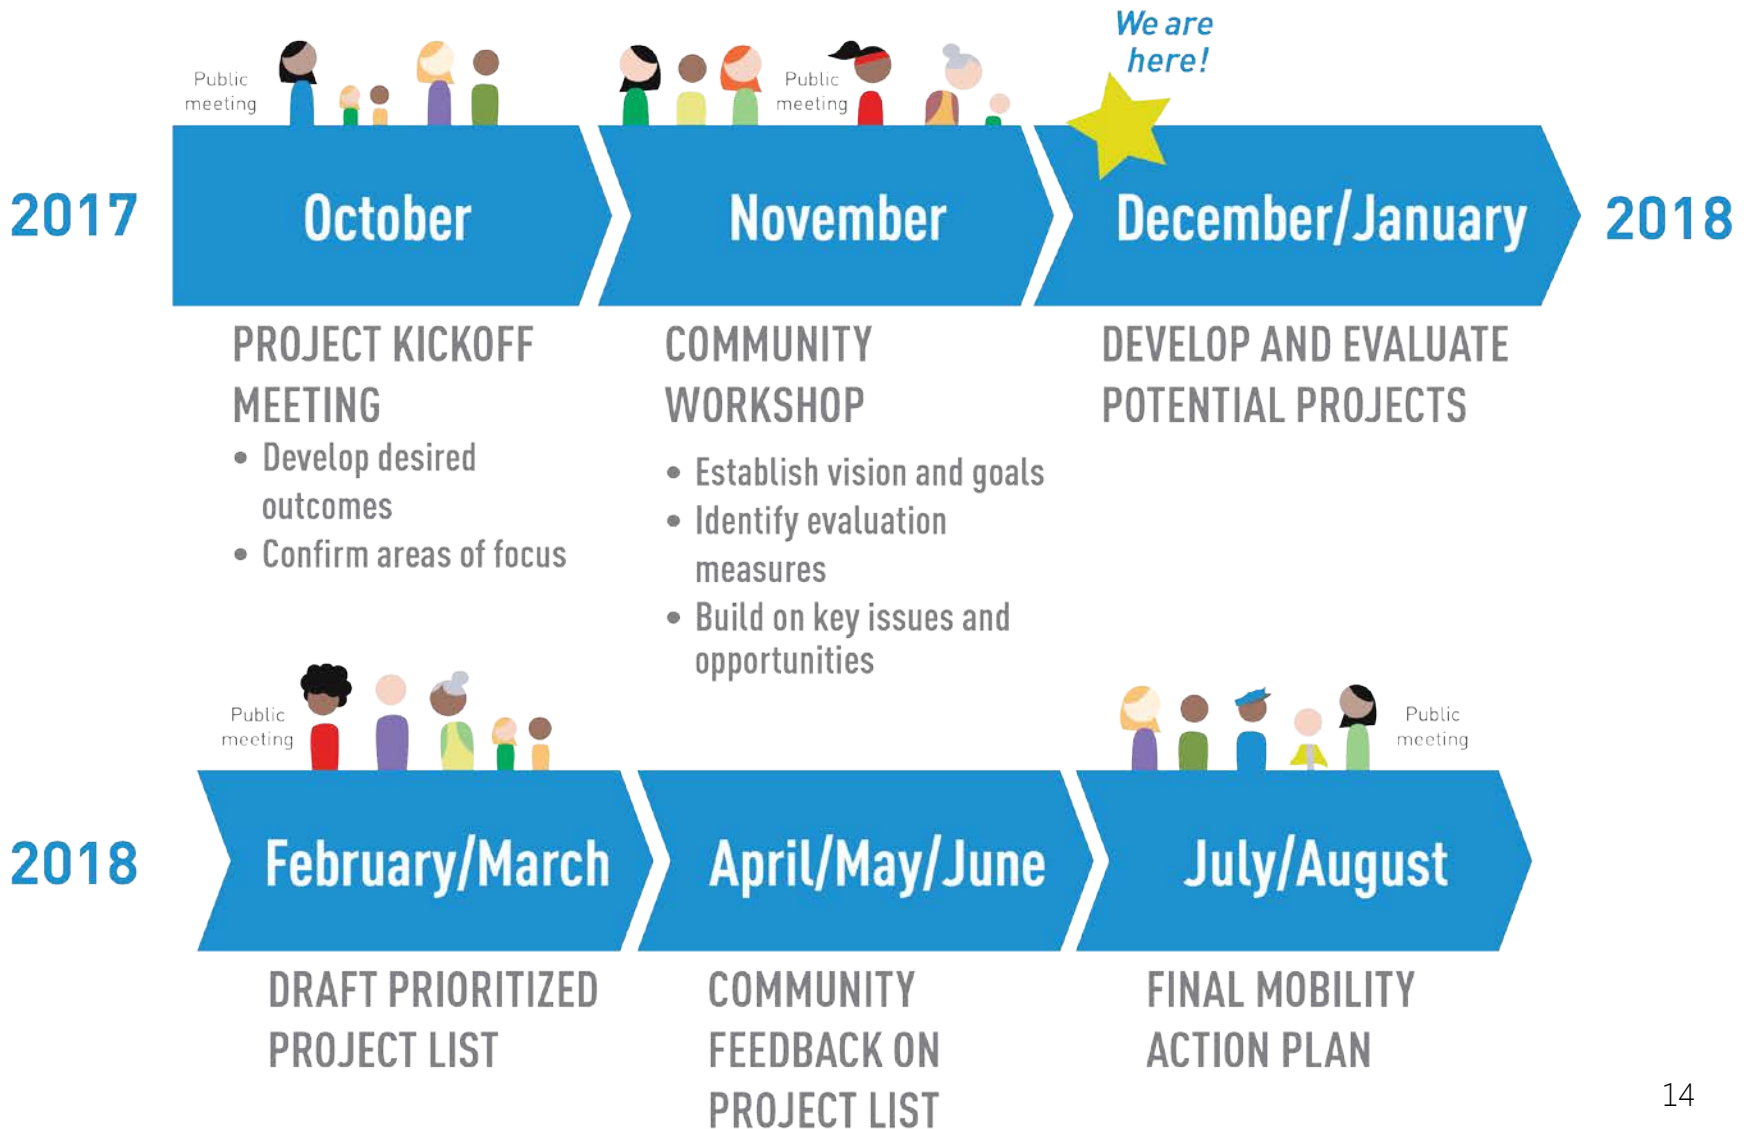 We are
here!
Public
meeting
Public
meeting
2017
October
November
December/January
2018
PROJECT KICKOFF
MEETING
• Develop desired
outcomes
• Confirm areas of focus
COMMUNITY
WORKSHOP
• Establish vision and goals
• Identify evaluation
measures
• Build on key issues and
opportunities
DEVELOP AND EVALUATE
POTENTIAL PROJECTS
Public
meeting
Public
meeting
2018
February/March
April/May/June
July/August
DRAFT PRIORITIZED
PROJECT LIST
COMMUNITY
FEEDBACK ON
PROJECT LIST
FINAL MOBILITY
ACTION PLAN
14